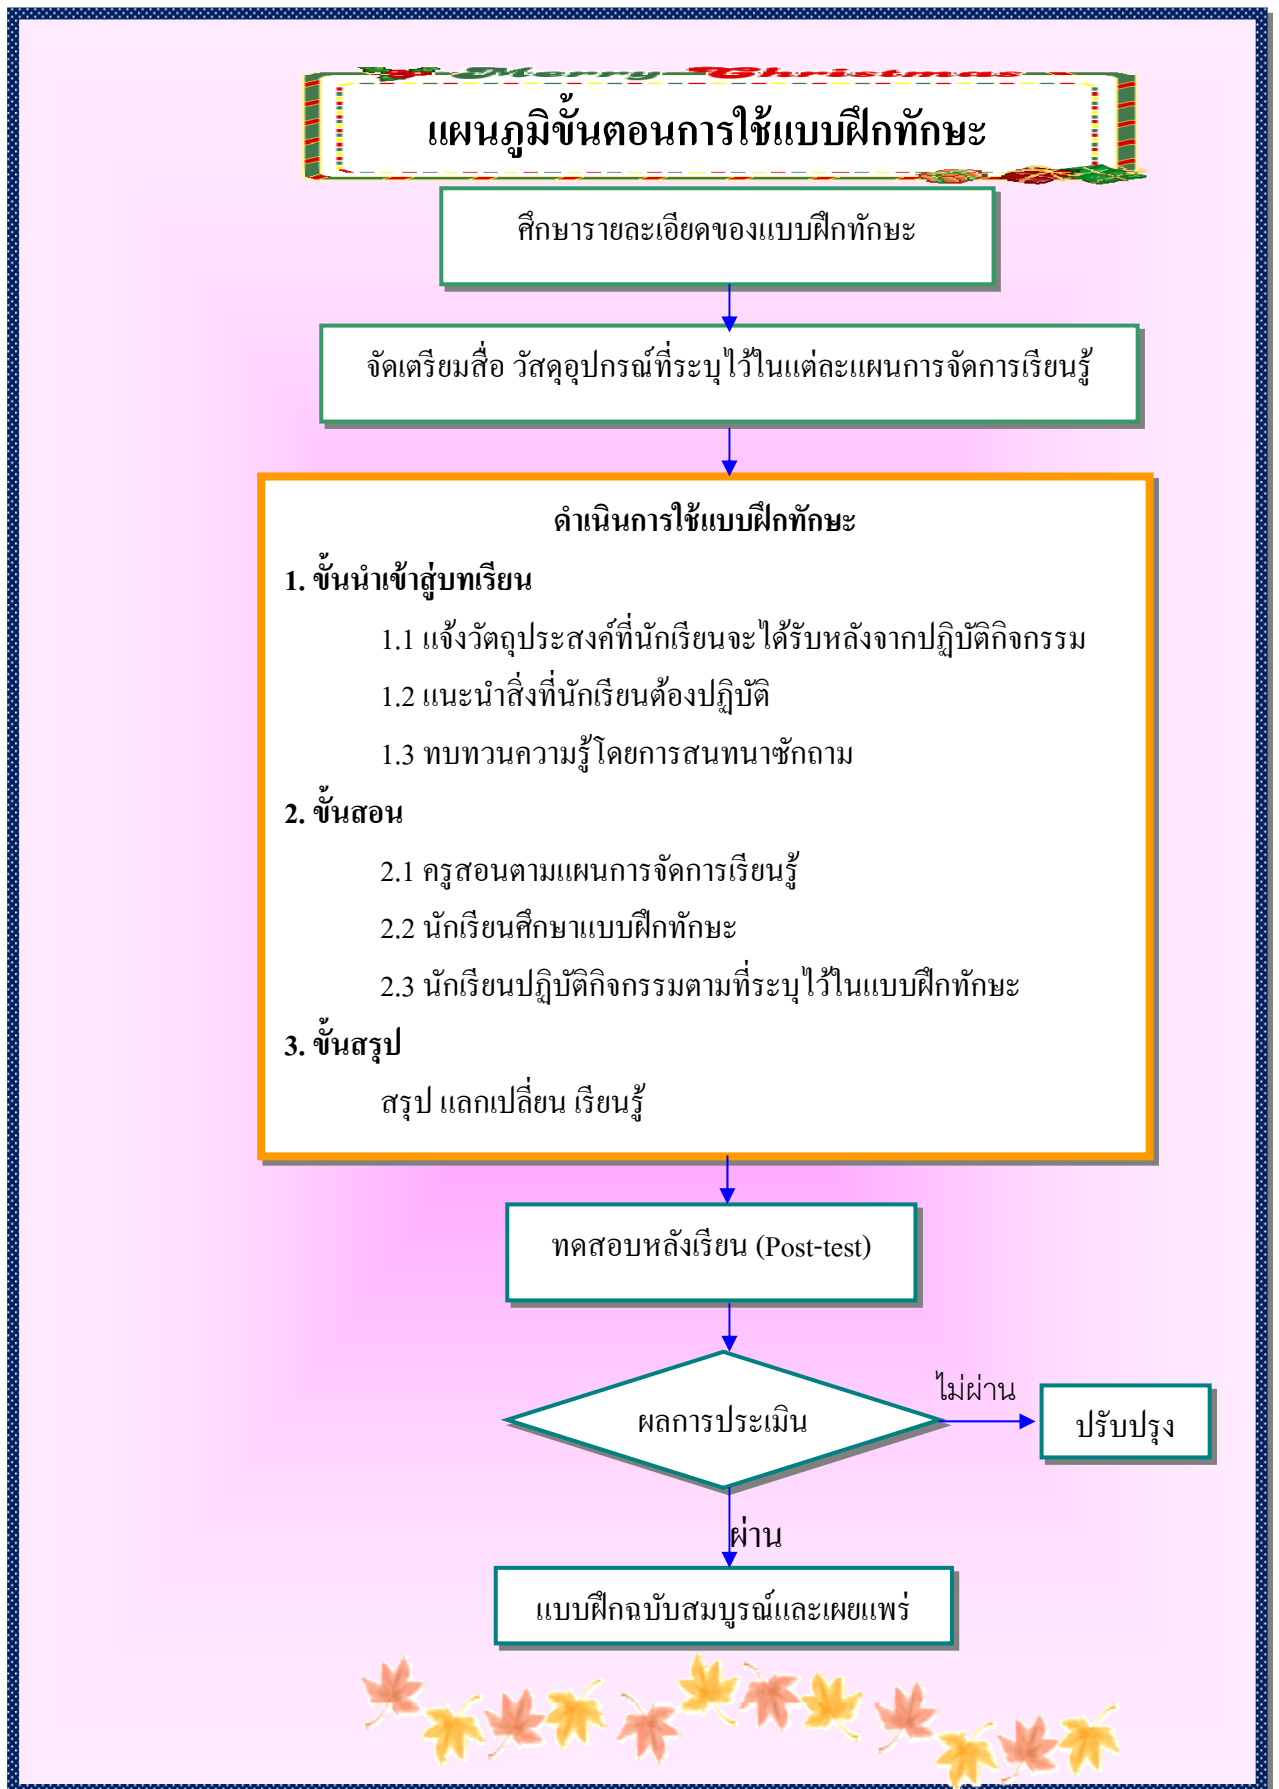 Merry Christmas
แผนภูมิขั้นตอนการใช้แบบฝึกทักษะ
ศึกษารายละเอียดของแบบฝึกทักษะ
จัดเตรียมสื่อ วัสดุอุปกรณ์ที่ระบุไว้ในแต่ละแผนการจัดการเรียนรู้
ดำเนินการใช้แบบฝึกทักษะ
1. ขั้นนำเข้าสู่บทเรียน
1.1 แจ้งวัตถุประสงค์ที่นักเรียนจะได้รับหลังจากปฏิบัติกิจกรรม
1.2 แนะนำสิ่งที่นักเรียนต้องปฏิบัติ
1.3 ทบทวนความรู้โดยการสนทนาซักถาม
2. ขั้นสอน
2.1 ครูสอนตามแผนการจัดการเรียนรู้
2.2 นักเรียนศึกษาแบบฝึกทักษะ
2.3 นักเรียนปฏิบัติกิจกรรมตามที่ระบุไว้ในแบบฝึกทักษะ
3. ขั้นสรุป
สรุป แลกเปลี่ยน เรียนรู้
ทดสอบหลังเรียน (Post-test)
ผลการประเมิน
ไม่ผ่าน
ปรับปรุง
ผ่าน
แบบฝึกฉบับสมบูรณ์และเผยแพร่